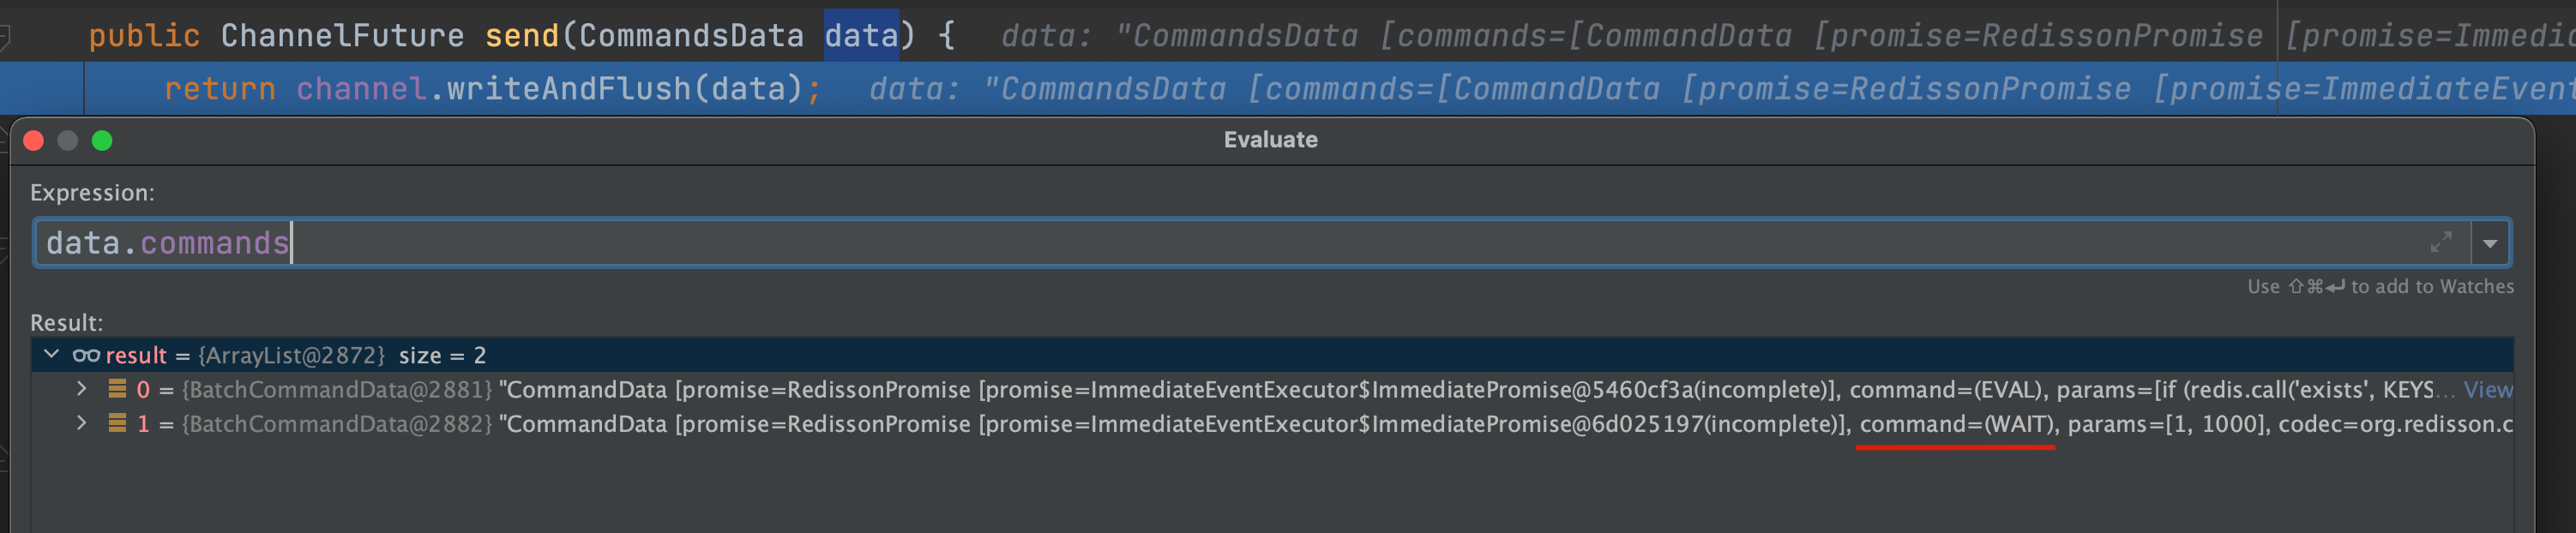 public ChannelFuture send(CommandsData data) {   data: "CommandsData [commands=[CommandData [promise=RedissonPromise [promise=Immedi
return channel.writeAndFlush(data);   data: "CommandsData [commands=[CommandData [promise=RedissonPromise [promise=ImmediateEvent
Evaluate
Expression:
data.commands
Use ⇧⌘↵ to add to Watches
Result:
result = {ArrayList@2872} size = 2
0 = {BatchCommandData@2881} "CommandData [promise=RedissonPromise [promise=ImmediateEventExecutor$ImmediatePromise@5460cf3a(incomplete)], command=(EVAL), params=[if (redis.call('exists', KEYS... View
1 = {BatchCommandData@2882} "CommandData [promise=RedissonPromise [promise=ImmediateEventExecutor$ImmediatePromise@6d025197(incomplete)], command=(WAIT), params=[1, 1000], codec=org.redisson.c